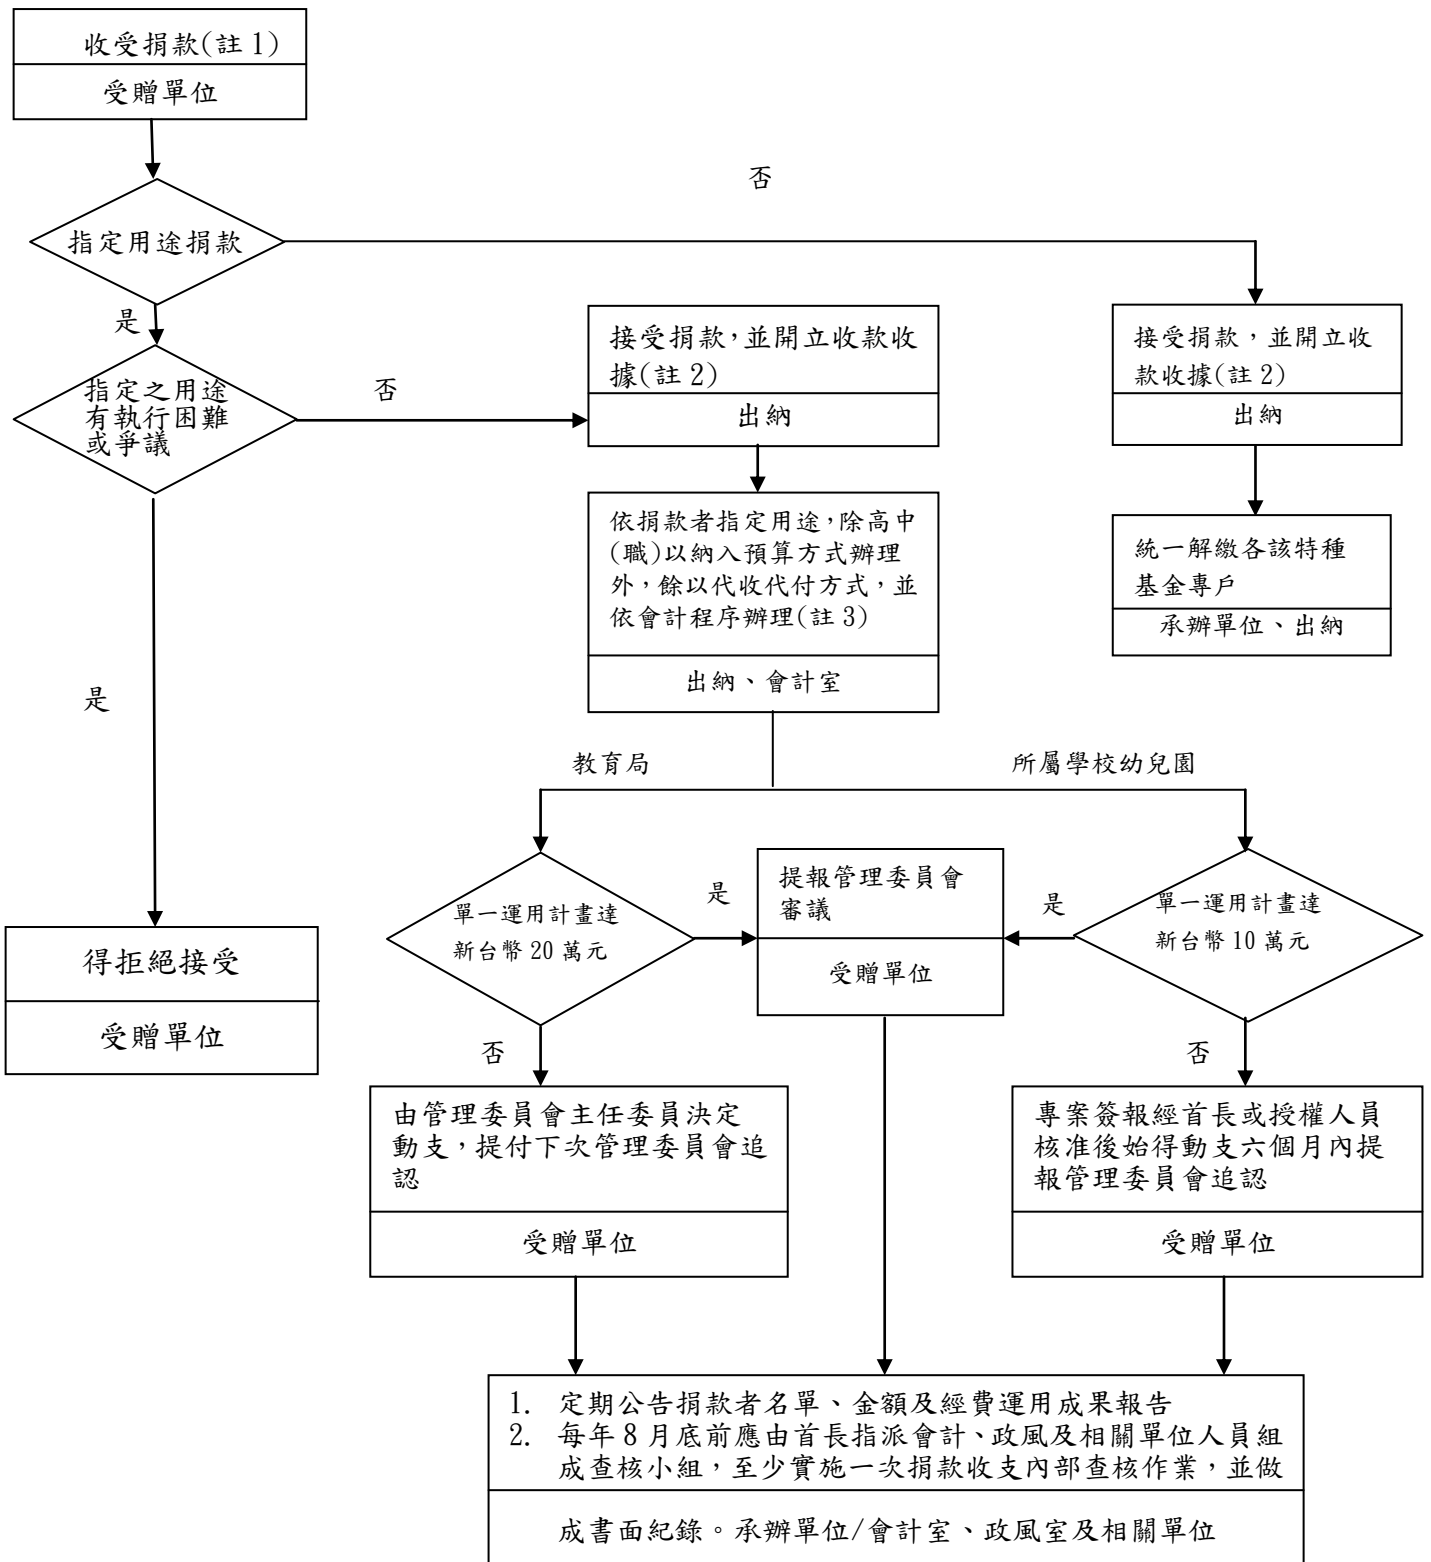 收受捐款(註 1)
受贈單位
否
指定用途捐款
是
指定之用途
有執行困難
或爭議
否
接受捐款，並開立收款收
據(註 2)
出納
接受捐款，並開立收
款收據(註 2)
出納
依捐款者指定用途，除高中
(職)以納入預算方式辦理
外，餘以代收代付方式，並
依會計程序辦理(註 3)
出納、會計室
統一解繳各該特種
基金專戶
承辦單位、出納
是
教育局
所屬學校幼兒園
單一運用計畫達
新台幣 20 萬元
是
提報管理委員會
審議
受贈單位
是
單一運用計畫達
新台幣 10 萬元
得拒絕接受
受贈單位
否
否
由管理委員會主任委員決定
動支，提付下次管理委員會追
認
受贈單位
專案簽報經首長或授權人員
核准後始得動支六個月內提
報管理委員會追認
受贈單位
1. 定期公告捐款者名單、金額及經費運用成果報告
2. 每年 8 月底前應由首長指派會計、政風及相關單位人員組
成查核小組，至少實施一次捐款收支內部查核作業，並做
成書面紀錄。承辦單位/會計室、政風室及相關單位